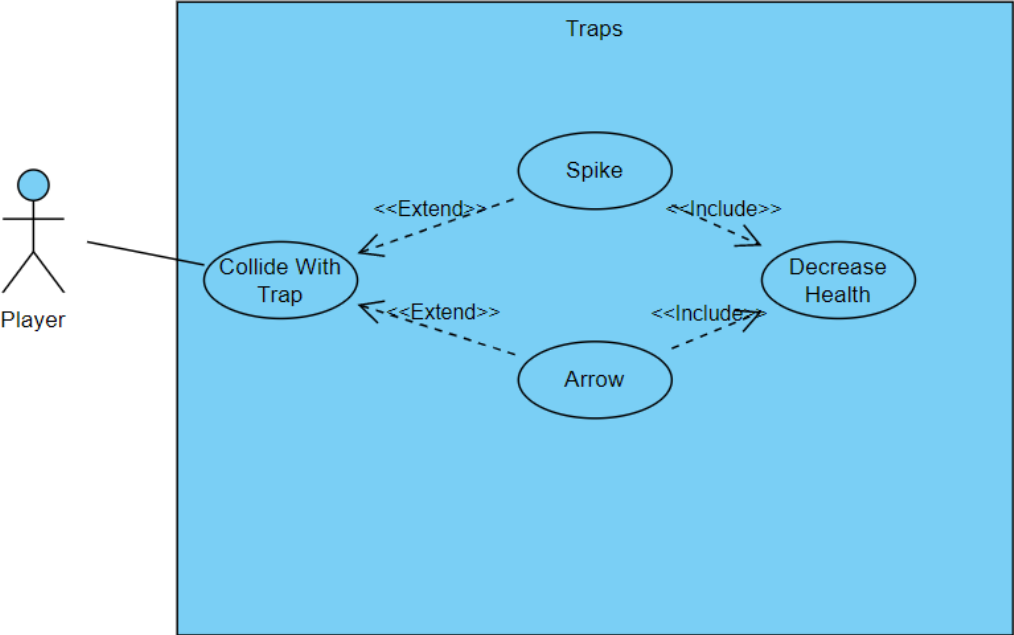 Traps
Spike
<<Extend>>
<<Include>>
Collide With
Trap
Decrease
Health
Player
<<Extend>>
<<Include>>
Arrow